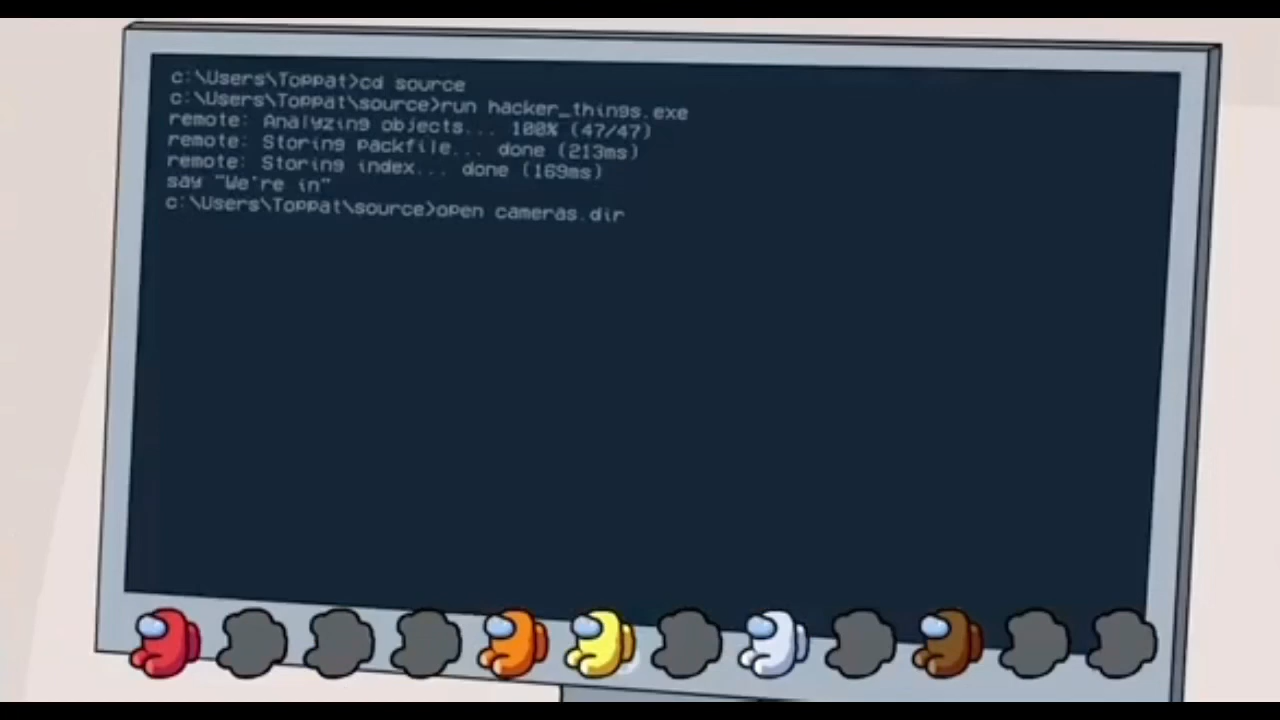 c:\Users\Toppat>cd source
c:\Users\Toppat\source>run hacker_things.exe
remote: Analyzing objects... 100% (47/47)
remote: Storing packfile... done (213ms)
remote: Storing index... done (169ms)
say "We're in"
c:\Users\Toppat\source>open cameras.dir